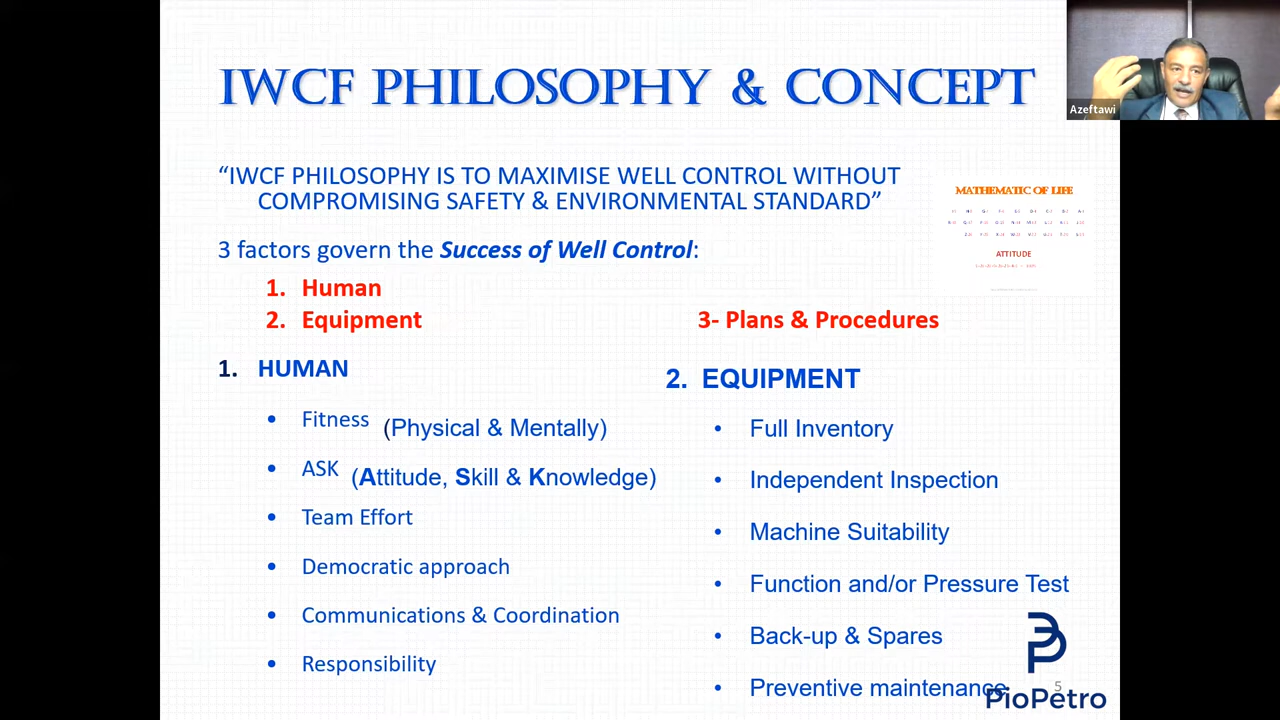 IWCF PHILOSOPHY & CONCEPT
Azeftawi
“IWCF PHILOSOPHY IS TO MAXIMISE WELL CONTROL WITHOUT
COMPROMISING SAFETY & ENVIRONMENTAL STANDARD”
MATHEMATIC OF LIFE
ATTITUDE
3 factors govern the Success of Well Control:
1. Human
2. Equipment
3- Plans & Procedures
1. HUMAN
• Fitness (Physical & Mentally)
• ASK (Attitude, Skill & Knowledge)
• Team Effort
• Democratic approach
• Communications & Coordination
• Responsibility
2. EQUIPMENT
• Full Inventory
• Independent Inspection
• Machine Suitability
• Function and/or Pressure Test
• Back-up & Spares
• Preventive maintenance
5
PioPetro